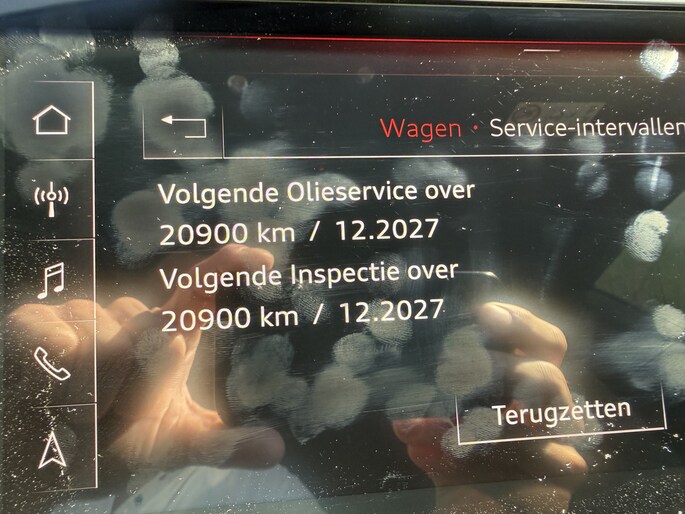 Wagen · Service-intervallen
Volgende Olieservice over
20900 km / 12.2027
Volgende Inspectie over
20900 km / 12.2027
Terugzetten